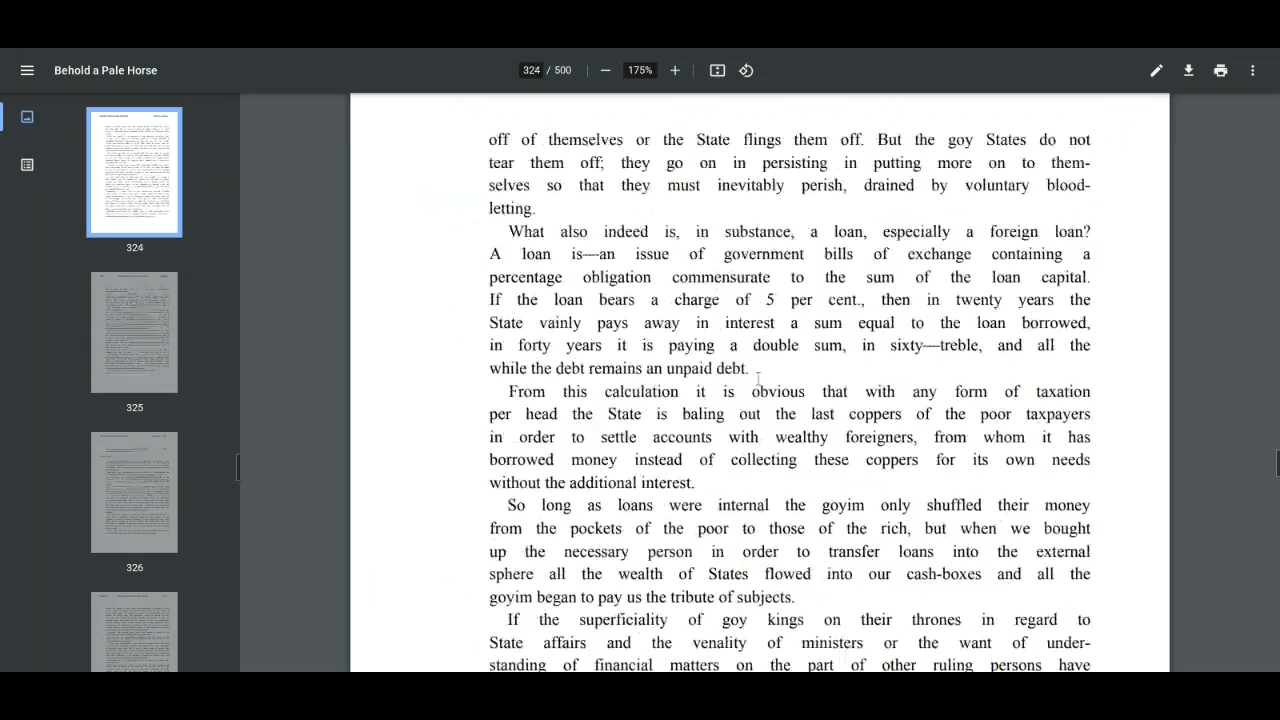 Behold a Pale Horse
324 / 500
175%
off of themselves or the State flings them off. But the goy States do not
tear them off; they go on in persisting in putting more on to them-
selves so that they must inevitably perish, drained by voluntary blood-
letting.
What also indeed is, in substance, a loan, especially a foreign loan?
A loan is—an issue of government bills of exchange containing a
percentage obligation commensurate to the sum of the loan capital.
If the loan bears a charge of 5 per cent., then in twenty years the
State vainly pays away in interest a sum equal to the loan borrowed,
in forty years it is paying a double sum, in sixty—treble, and all the
while the debt remains an unpaid debt.
From this calculation it is obvious that with any form of taxation
per head the State is baling out the last coppers of the poor taxpayers
in order to settle accounts with wealthy foreigners, from whom it has
borrowed money instead of collecting these coppers for its own needs
without the additional interest.
So long as loans were internal the goyim only shuffled their money
from the pockets of the poor to those of the rich, but when we bought
up the necessary person in order to transfer loans into the external
sphere all the wealth of States flowed into our cash-boxes and all the
goyim began to pay us the tribute of subjects.
If the superficiality of goy kings on their thrones in regard to
State affairs and the venality of ministers or the want of under-
standing of financial matters on the part of other ruling persons have
324
325
326